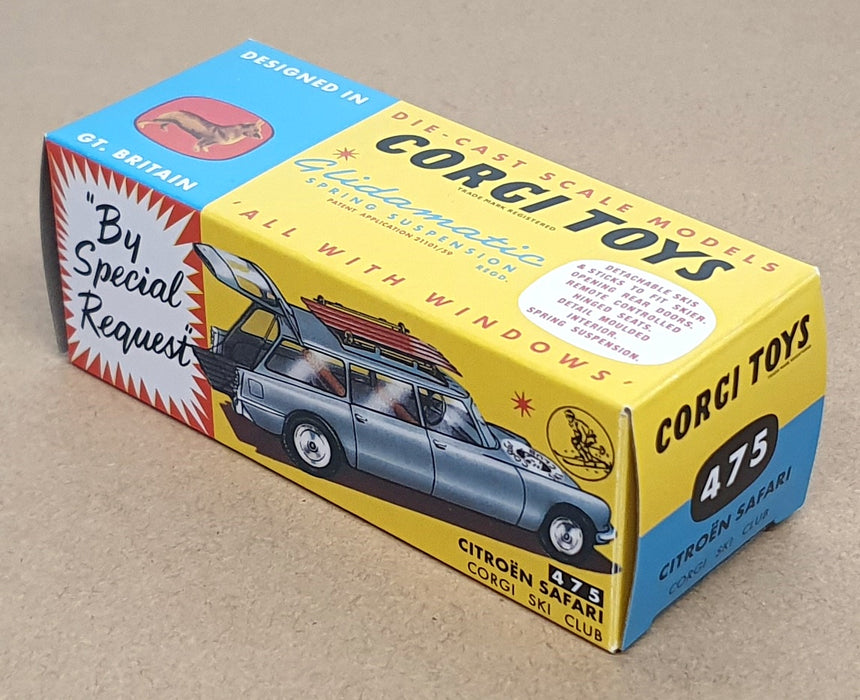 DESIGNED IN
GT. BRITAIN
DIE-CAST SCALE MODELS
CORGI TOYS
TRADE MARK REGISTERED
Glidamatic
SPRING SUSPENSION
REGD.
PATENT APPLICATION 21101/59
'ALL WITH WINDOWS'
DETACHABLE SKIS
& STICKS TO FIT SKIER.
OPENING REAR DOORS.
REMOTE CONTROLLED
HINGED SEATS.
DETAIL MOULDED
INTERIOR.
SPRING SUSPENSION.
"By
Special
Request"
475
CITROËN SAFARI
CORGI SKI CLUB
CORGI TOYS
475
CITROËN SAFARI
CORGI SKI CLUB